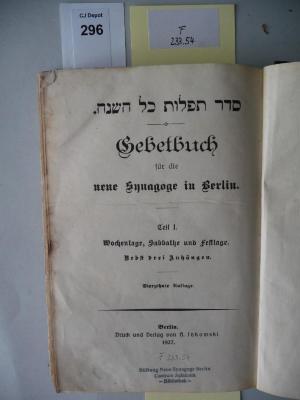 CJ Depot
296
F
233.54
סדר תפלות כל השנה.
Gebetbuch
für die
neue Synagoge in Berlin.
Teil I.
Wochentage, Sabbathe und Festtage.
Nebst drei Anhängen.
Vierzehnte Auflage.
Berlin.
Druck und Verlag von H. Itzkowski
1927.
F 233.54
Stiftung Neue Synagoge Berlin
Centrum Judaicum
– Bibliothek –